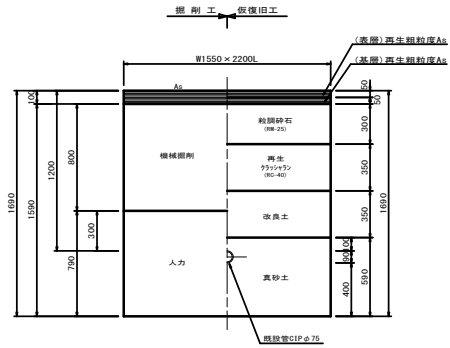 掘 削 工 仮復旧工
(表層)再生粗粒度As
(基層)再生粗粒度As
W1550×2200L
As
粒調砕石
(RM-25)
再生
クラッシャラン
(RC-40)
改良土
真砂土
機械掘削
人力
既設管CIPφ75
1690
100
1590
1200
800
300
790
50
50
300
350
350
100
90
400
590
1690